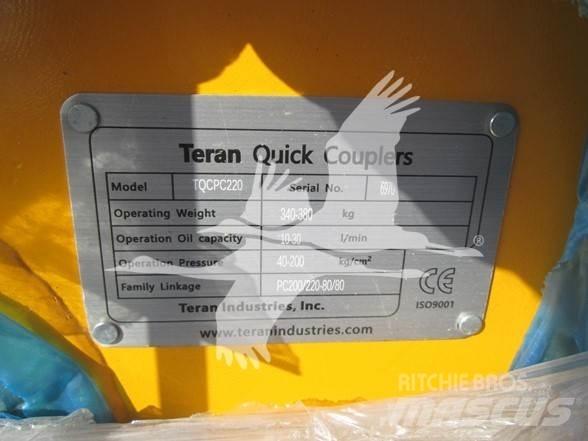 Teran Quick Couplers
Model TQCPC220 Serial No. 6970
Operating Weight 340-380 kg
Operation Oil capacity 10-30 l/min
Operation Pressure 40-200 kg/cm²
Family Linkage PC200/220-80/80
CE
ISO9001
®
Teran Industries, Inc.
www.teranindustries.com
RITCHIE BROS.
mascus